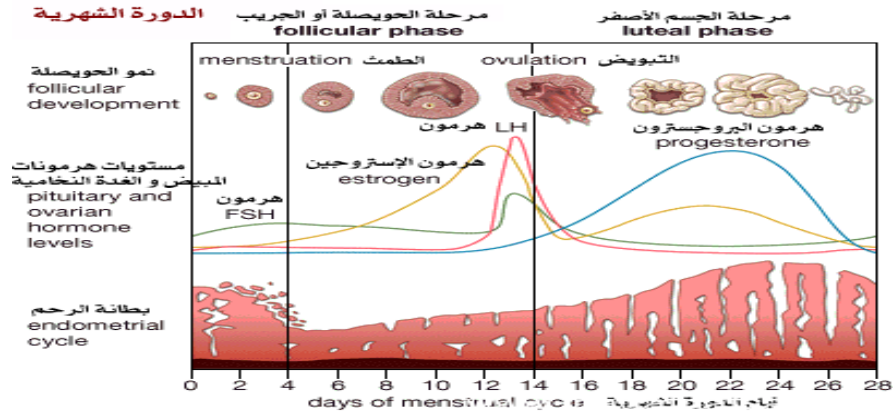 الدورة الشهرية
مرحلة الحويصلة أو الجريب
follicular phase
مرحلة الجسم الأصفر
luteal phase
menstruation الطمث
ovulation التبويض
نمو الحويصلة
follicular
development
هرمون LH
هرمون الإستروجين
estrogen
هرمون البروجسترون
progesterone
مستويات هرمونات
المبيض و الغدة النخامية
pituitary and
ovarian
hormone
levels
هرمون
FSH
بطانة الرحم
endometrial
cycle
0 2 4 6 8 10 12 14 16 18 20 22 24 26 28
days of menstrual cycle الدورة الشهرية